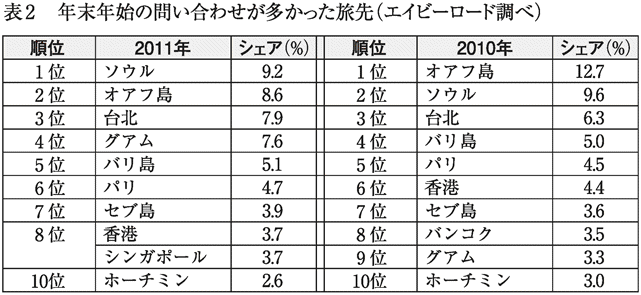 表2　年末年始の問い合わせが多かった旅先（エイビーロード調べ）
順位 2011年 シェア(%) 順位 2010年 シェア(%)
1位 ソウル 9.2 1位 オアフ島 12.7
2位 オアフ島 8.6 2位 ソウル 9.6
3位 台北 7.9 3位 台北 6.3
4位 グアム 7.6 4位 バリ島 5.0
5位 バリ島 5.1 5位 パリ 4.5
6位 パリ 4.7 6位 香港 4.4
7位 セブ島 3.9 7位 セブ島 3.6
8位 香港 3.7 8位 バンコク 3.5
シンガポール 3.7 9位 グアム 3.3
10位 ホーチミン 2.6 10位 ホーチミン 3.0